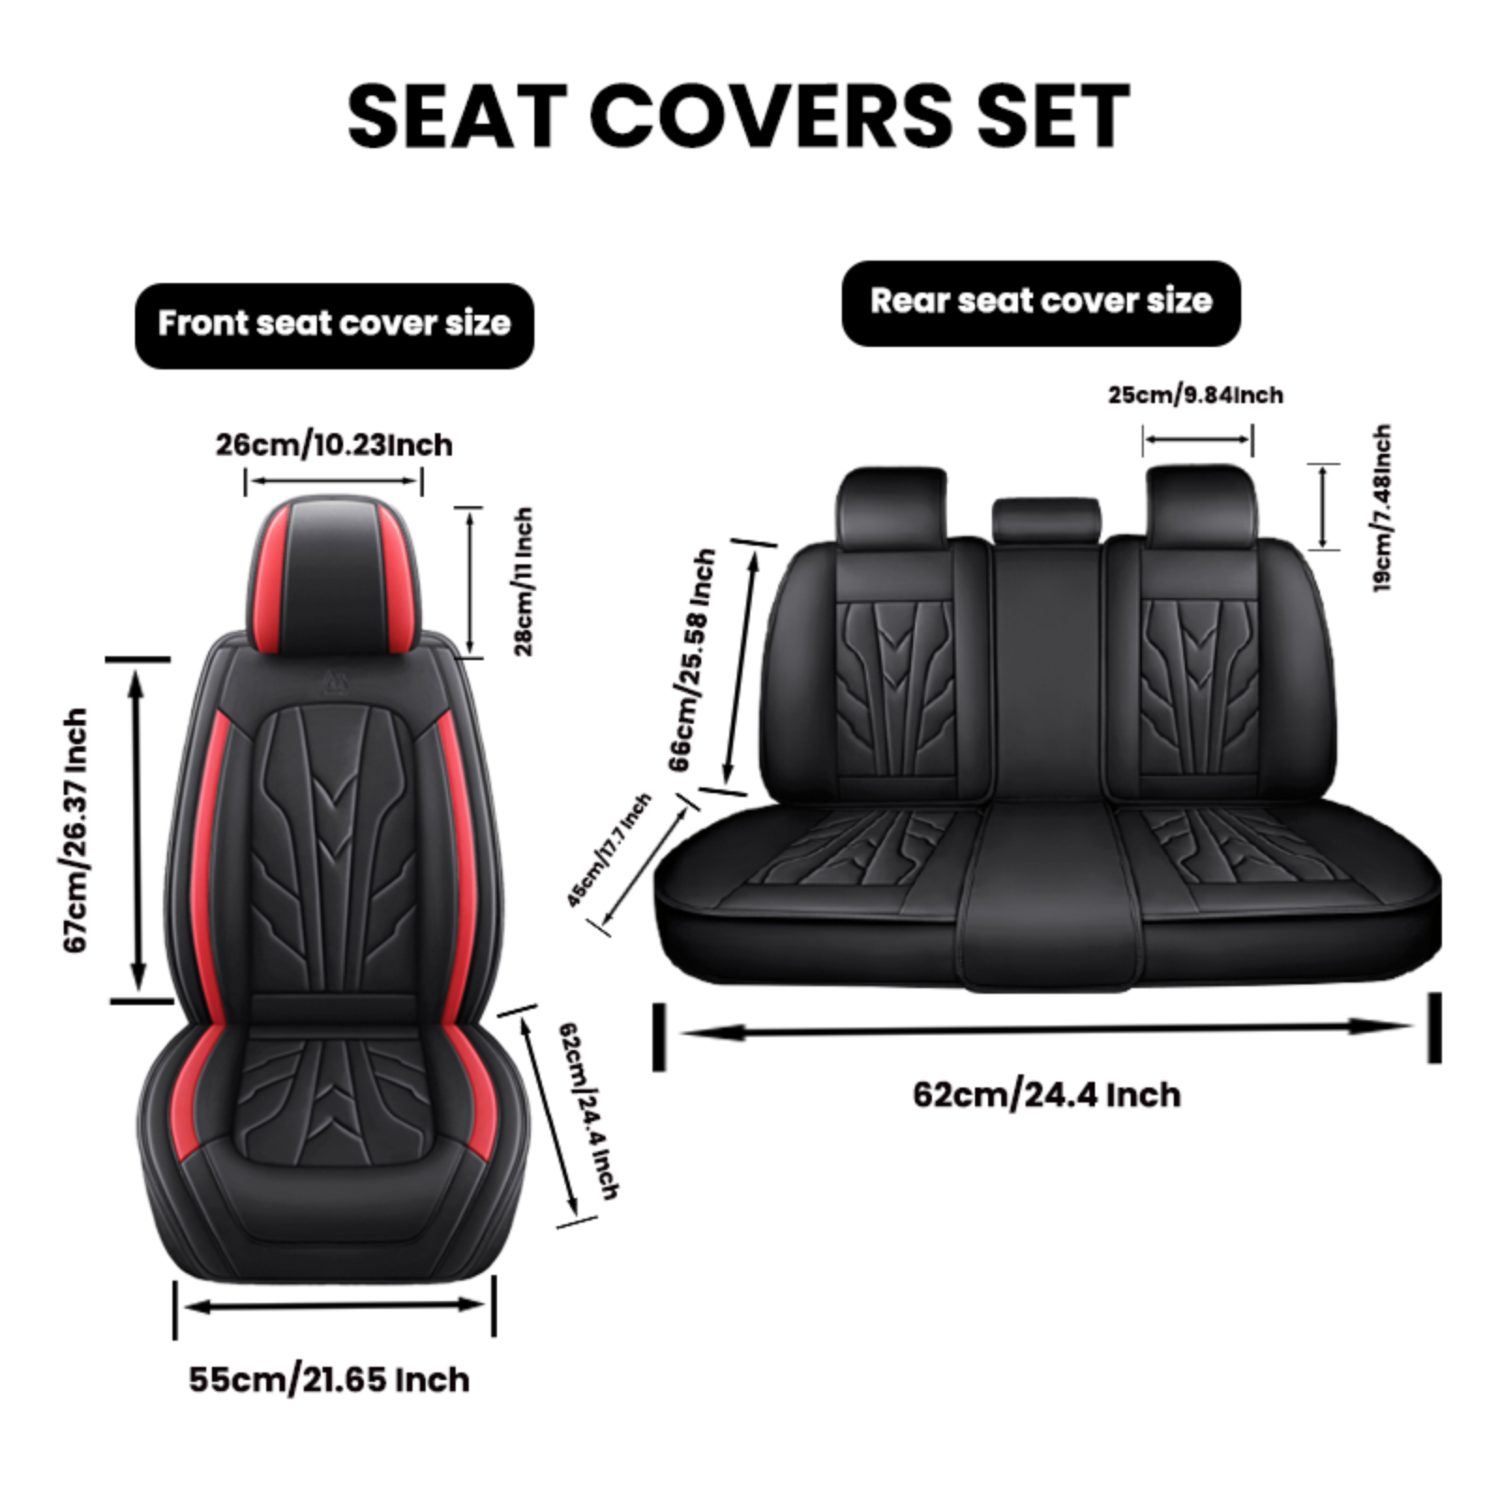 SEAT COVERS SET
Front seat cover size
Rear seat cover size
26cm/10.23Inch
28cm/11 Inch
67cm/26.37 Inch
62cm/24.4 Inch
55cm/21.65 Inch
25cm/9.84Inch
19cm/7.48Inch
66cm/25.58 Inch
45cm/17.7 Inch
62cm/24.4 Inch